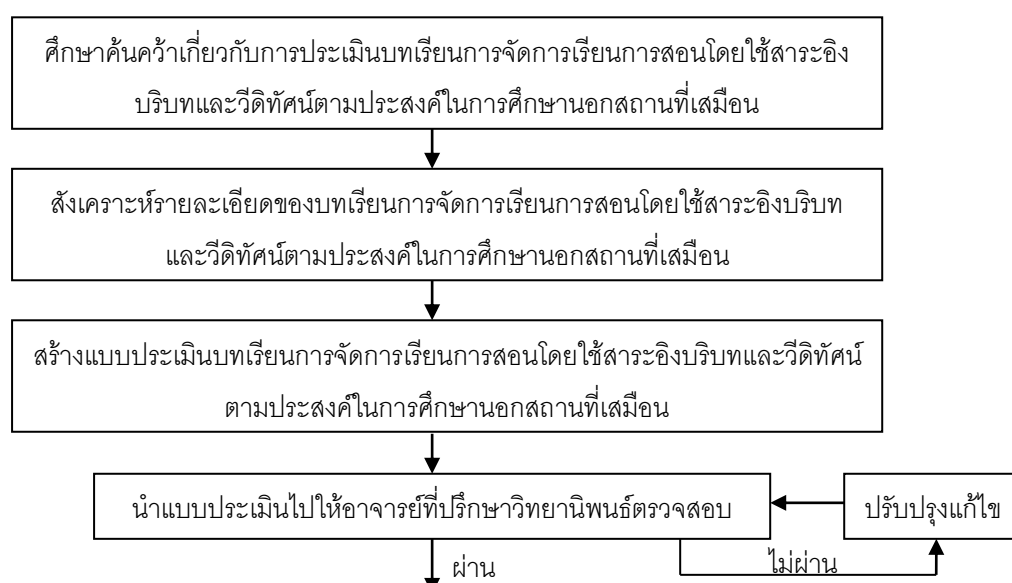 ศึกษาค้นคว้าเกี่ยวกับการประเมินบทเรียนการจัดการเรียนการสอนโดยใช้สาระอิง
บริบทและวีดิทัศน์ตามประสงค์ในการศึกษานอกสถานที่เสมือน
สังเคราะห์รายละเอียดของบทเรียนการจัดการเรียนการสอนโดยใช้สาระอิงบริบท
และวีดิทัศน์ตามประสงค์ในการศึกษานอกสถานที่เสมือน
สร้างแบบประเมินบทเรียนการจัดการเรียนการสอนโดยใช้สาระอิงบริบทและวีดิทัศน์
ตามประสงค์ในการศึกษานอกสถานที่เสมือน
นำแบบประเมินไปให้อาจารย์ที่ปรึกษาวิทยานิพนธ์ตรวจสอบ
ปรับปรุงแก้ไข
ผ่าน
ไม่ผ่าน